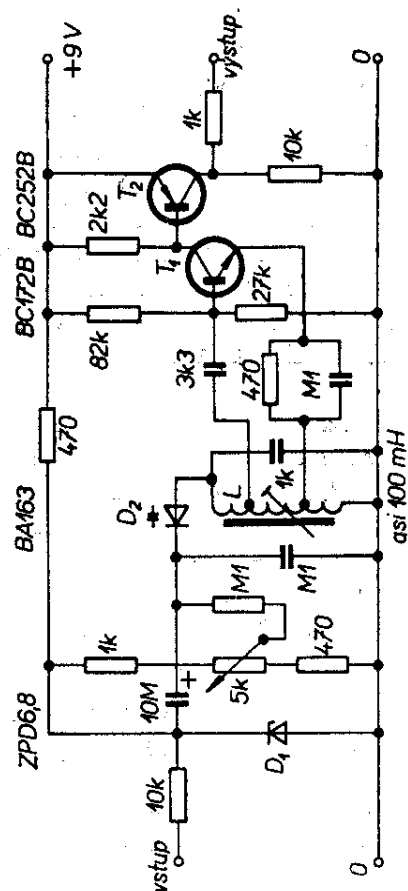 ZPD6,8
BA163
BC172B
BC252B
+9V
470
1k
82k
2k2
T₂
T₁
1k
výstup
10k
vstup
10k
10M
+
D₂
3k3
M1
5k
470
L
1k
470
M1
27k
10k
D₁
M1
0
asi 100 mH
0